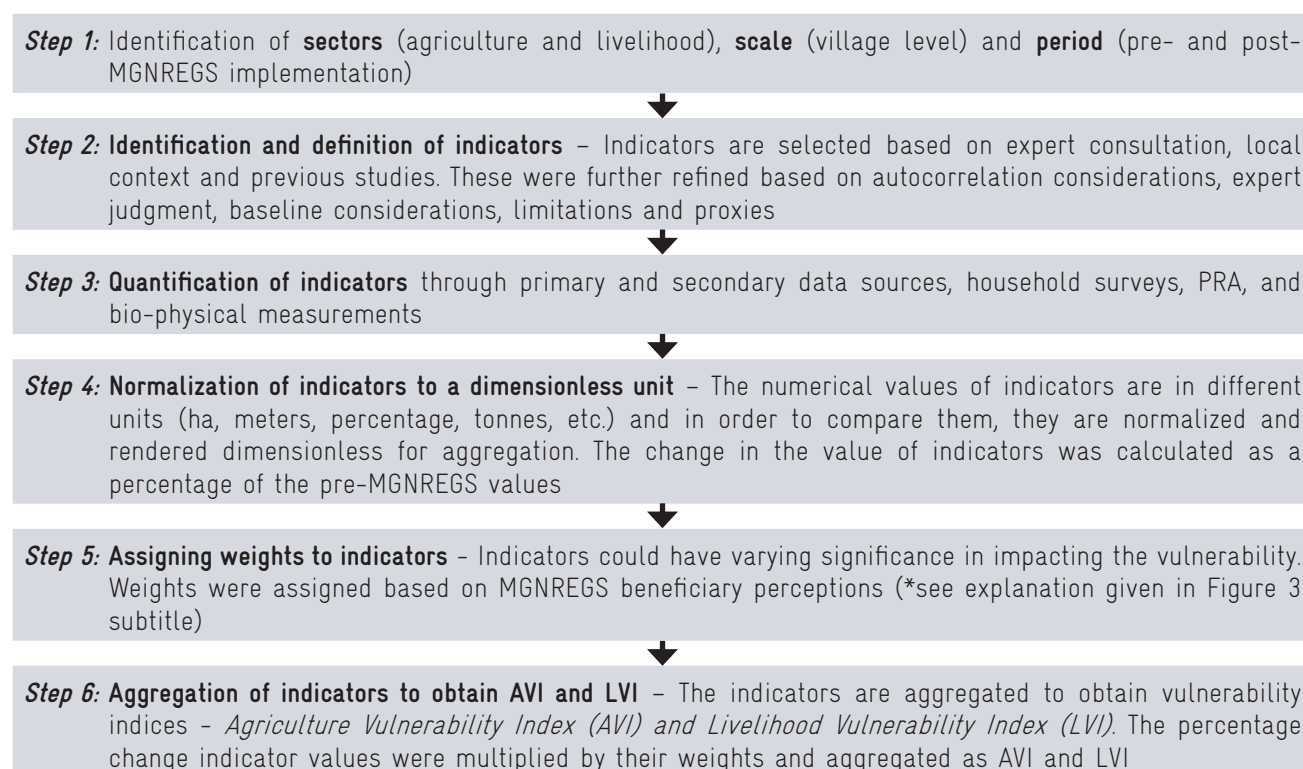 Step 1: Identification of sectors (agriculture and livelihood), scale (village level) and period (pre- and post-
MGNREGS implementation)
Step 2: Identification and definition of indicators – Indicators are selected based on expert consultation, local
context and previous studies. These were further refined based on autocorrelation considerations, expert
judgment, baseline considerations, limitations and proxies
Step 3: Quantification of indicators through primary and secondary data sources, household surveys, PRA, and
bio-physical measurements
Step 4: Normalization of indicators to a dimensionless unit – The numerical values of indicators are in different
units (ha, meters, percentage, tonnes, etc.) and in order to compare them, they are normalized and
rendered dimensionless for aggregation. The change in the value of indicators was calculated as a
percentage of the pre-MGNREGS values
Step 5: Assigning weights to indicators - Indicators could have varying significance in impacting the vulnerability.
Weights were assigned based on MGNREGS beneficiary perceptions (*see explanation given in Figure 3
subtitle)
Step 6: Aggregation of indicators to obtain AVI and LVI – The indicators are aggregated to obtain vulnerability
indices - Agriculture Vulnerability Index (AVI) and Livelihood Vulnerability Index (LVI). The percentage
change indicator values were multiplied by their weights and aggregated as AVI and LVI